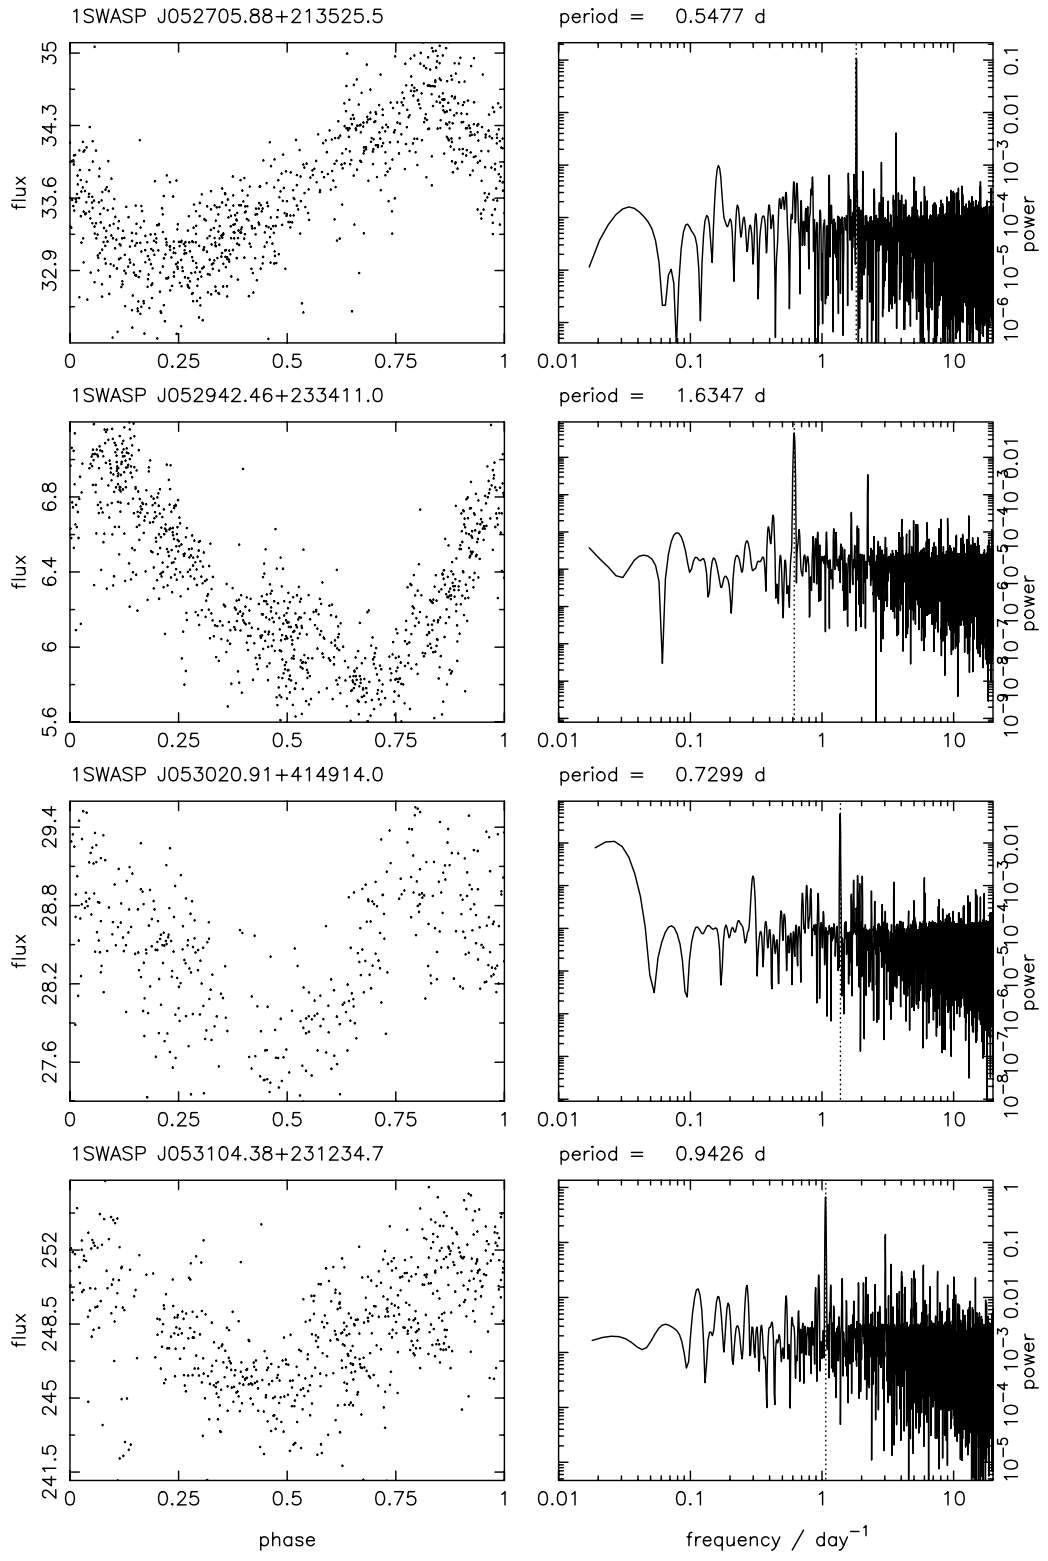 1SWASP J052705.88+213525.5
period = 0.5477 d
35
34.3
33.6
32.9
flux
0 0.25 0.5 0.75 1
0.1
0.01
10⁻³
10⁻⁴
10⁻⁵
10⁻⁶
power
0.01 0.1 1 10
1SWASP J052942.46+233411.0
period = 1.6347 d
6.8
6.4
6
5.6
flux
0 0.25 0.5 0.75 1
0.01
10⁻³
10⁻⁴
10⁻⁵
10⁻⁶
10⁻⁷
10⁻⁸
10⁻⁹
power
0.01 0.1 1 10
1SWASP J053020.91+414914.0
period = 0.7299 d
29.4
28.8
28.2
27.6
flux
0 0.25 0.5 0.75 1
0.01
10⁻³
10⁻⁴
10⁻⁵
10⁻⁶
10⁻⁷
10⁻⁸
power
0.01 0.1 1 10
1SWASP J053104.38+231234.7
period = 0.9426 d
252
248.5
245
241.5
flux
0 0.25 0.5 0.75 1
phase
1
0.1
0.01
10⁻³
10⁻⁴
10⁻⁵
power
0.01 0.1 1 10
frequency / day⁻¹